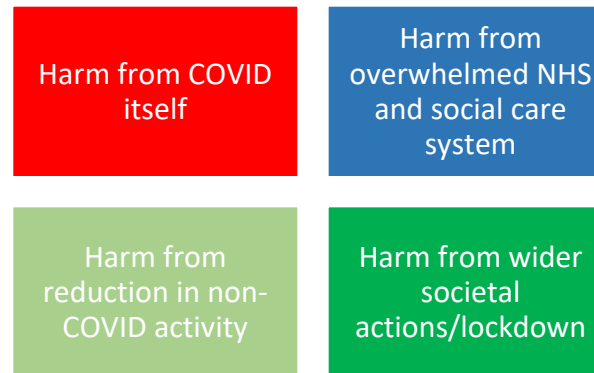 Harm from COVID
itself
Harm from
overwhelmed NHS
and social care
system
Harm from
reduction in non-
COVID activity
Harm from wider
societal
actions/lockdown